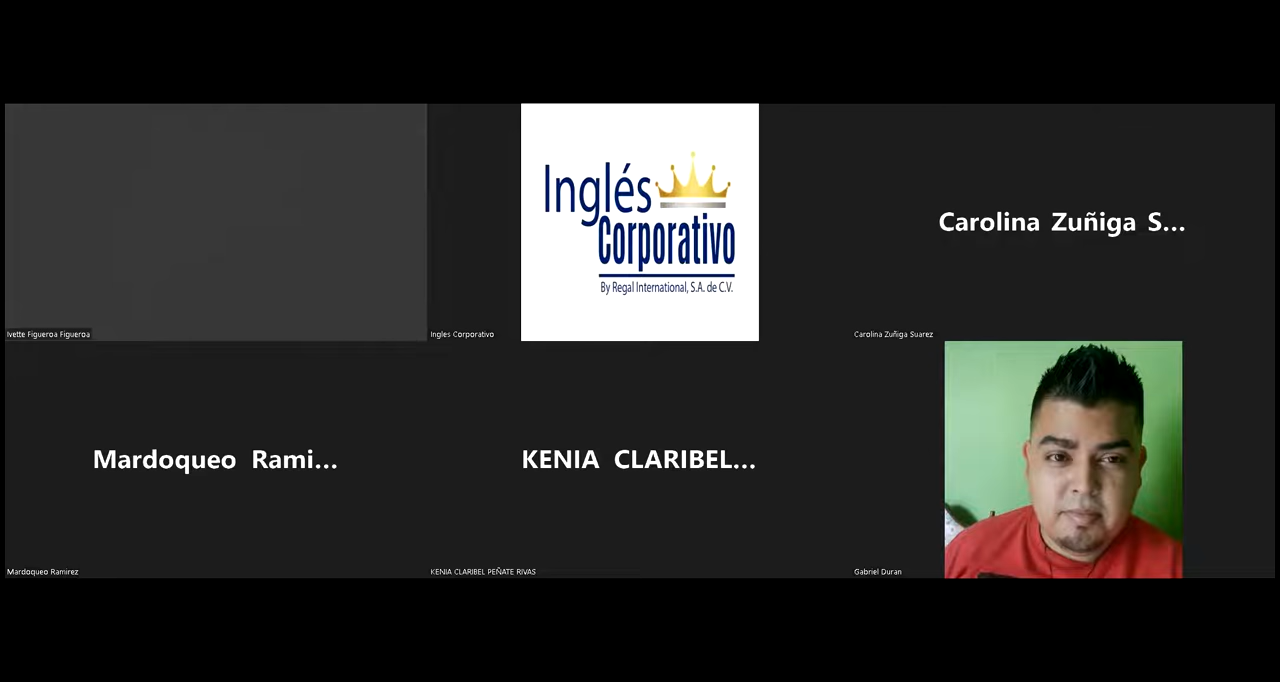 Inglés
Corporativo
By Regal International, S.A. de C.V.
Carolina Zuñiga S...
Ivette Figueroa Figueroa
Ingles Corporativo
Carolina Zuñiga Suarez
Mardoqueo Rami...
KENIA CLARIBEL...
Mardoqueo Ramirez
KENIA CLARIBEL PEÑATE RIVAS
Gabriel Duran